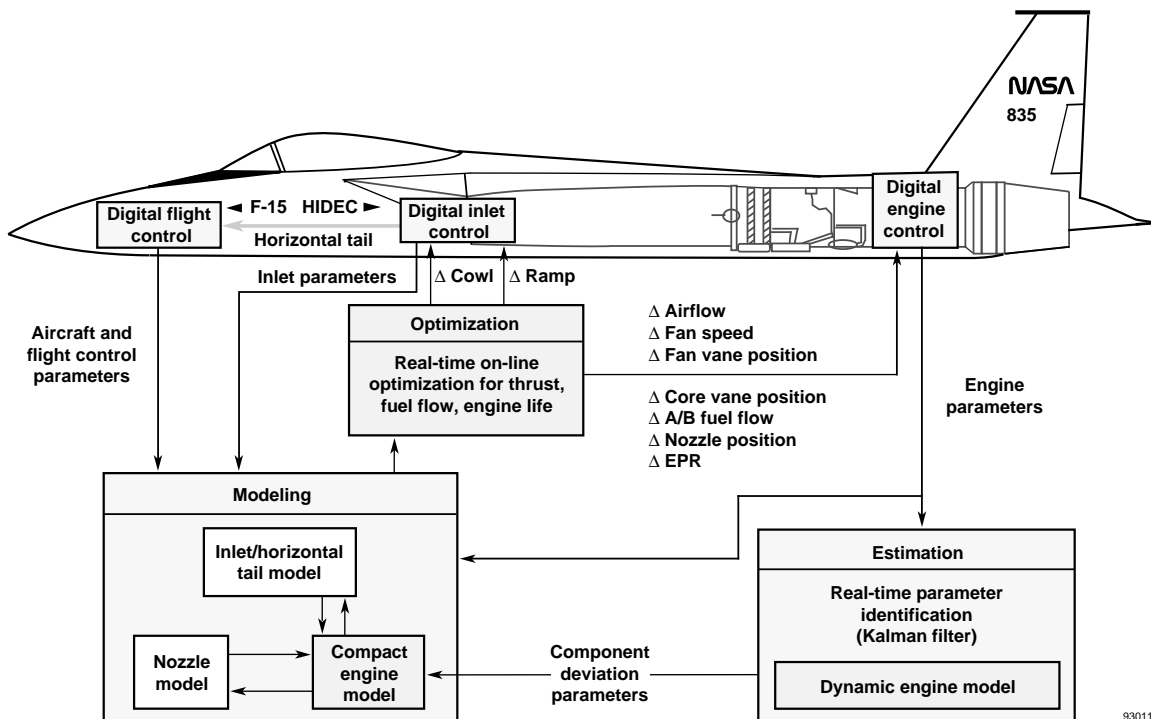 NASA
835
Digital flight
control
F-15 HIDEC
Horizontal tail
Digital inlet
control
Digital
engine
control
Inlet parameters
Δ Cowl
Δ Ramp
Aircraft and
flight control
parameters
Optimization
Real-time on-line
optimization for thrust,
fuel flow, engine life
Δ Airflow
Δ Fan speed
Δ Fan vane position
Δ Core vane position
Δ A/B fuel flow
Δ Nozzle position
Δ EPR
Engine
parameters
Modeling
Inlet/horizontal
tail model
Nozzle
model
Compact
engine
model
Component
deviation
parameters
Estimation
Real-time parameter
identification
(Kalman filter)
Dynamic engine model
93011